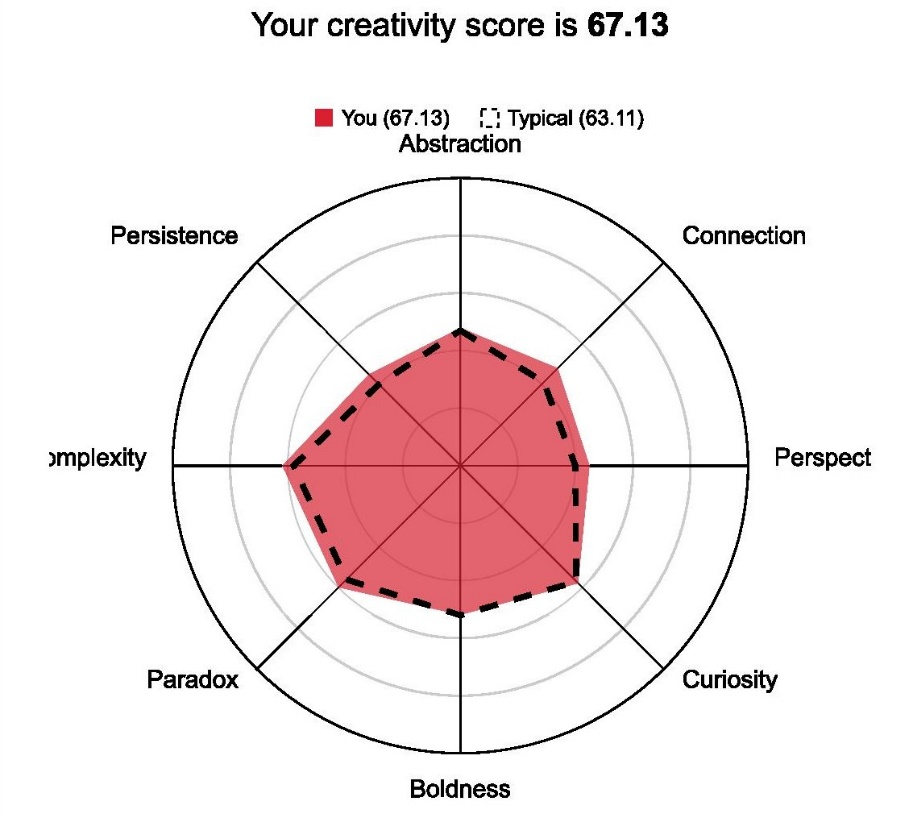 Your creativity score is 67.13
You (67.13) Typical (63.11)
Abstraction
Persistence Connection
omplexity Perspect
Paradox Curiosity
Boldness